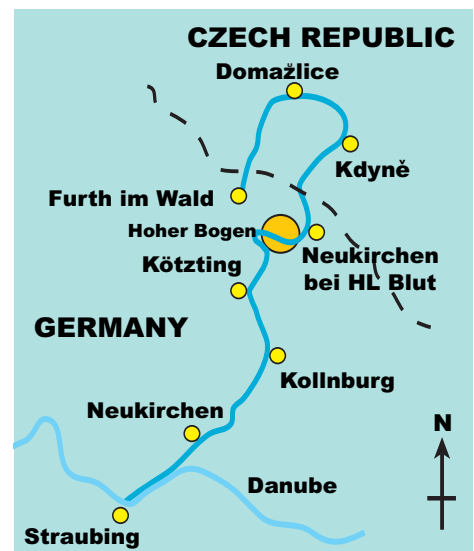 CZECH REPUBLIC
Domažlice
Kdyně
Furth im Wald
Hoher Bogen
Neukirchen
bei HL Blut
Kötzting
GERMANY
Kollnburg
Neukirchen
N
Danube
Straubing